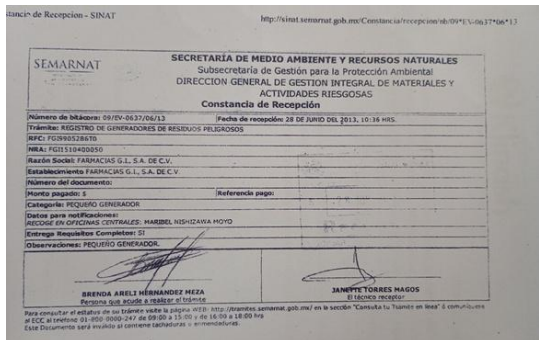 stancia de Recepcion - SINAT
http://sinat.semarnat.gob.mx/Constancia/recepcion/nb/09*EV-0637*06*13
SEMARNAT
SECRETARÍA DE MEDIO AMBIENTE Y RECURSOS NATURALES
Subsecretaría de Gestión para la Protección Ambiental
DIRECCION GENERAL DE GESTION INTEGRAL DE MATERIALES Y
ACTIVIDADES RIESGOSAS
Constancia de Recepción
Número de bitácora: 09/EV-0637/06/13
Fecha de recepción: 28 DE JUNIO DEL 2013, 10:36 HRS.
Trámite: REGISTRO DE GENERADORES DE RESIDUOS PELIGROSOS
RFC: FGI9905286T0
NRA: FGI1510400050
Razón Social: FARMACIAS G.I., S.A. DE C.V.
Establecimiento FARMACIAS G.I., S.A. DE C.V.
Número del documento:
Monto pagado: $
Referencia pago:
Categoría: PEQUEÑO GENERADOR
Datos para notificaciones:
RECOGE EN OFICINAS CENTRALES: MARIBEL NISHIZAWA MOYO
Entrega Requisitos Completos: SI
Observaciones: PEQUEÑO GENERADOR.
BRENDA ARELI HERNANDEZ MEZA
Persona que acude a realizar el trámite
JANETTE TORRES MAGOS
El técnico receptor
Para consultar el estatus de su trámite visite la página WEB: http://tramites.semarnat.gob.mx/ en la sección "Consulta tu Tramite en línea" ó comuníquese
al ECC al teléfono 01-800-0000-247 de 09:00 a 15:00 y de 16:00 a 18:00 hrs
Este Documento será inválido si contiene tachaduras o enmendaduras.